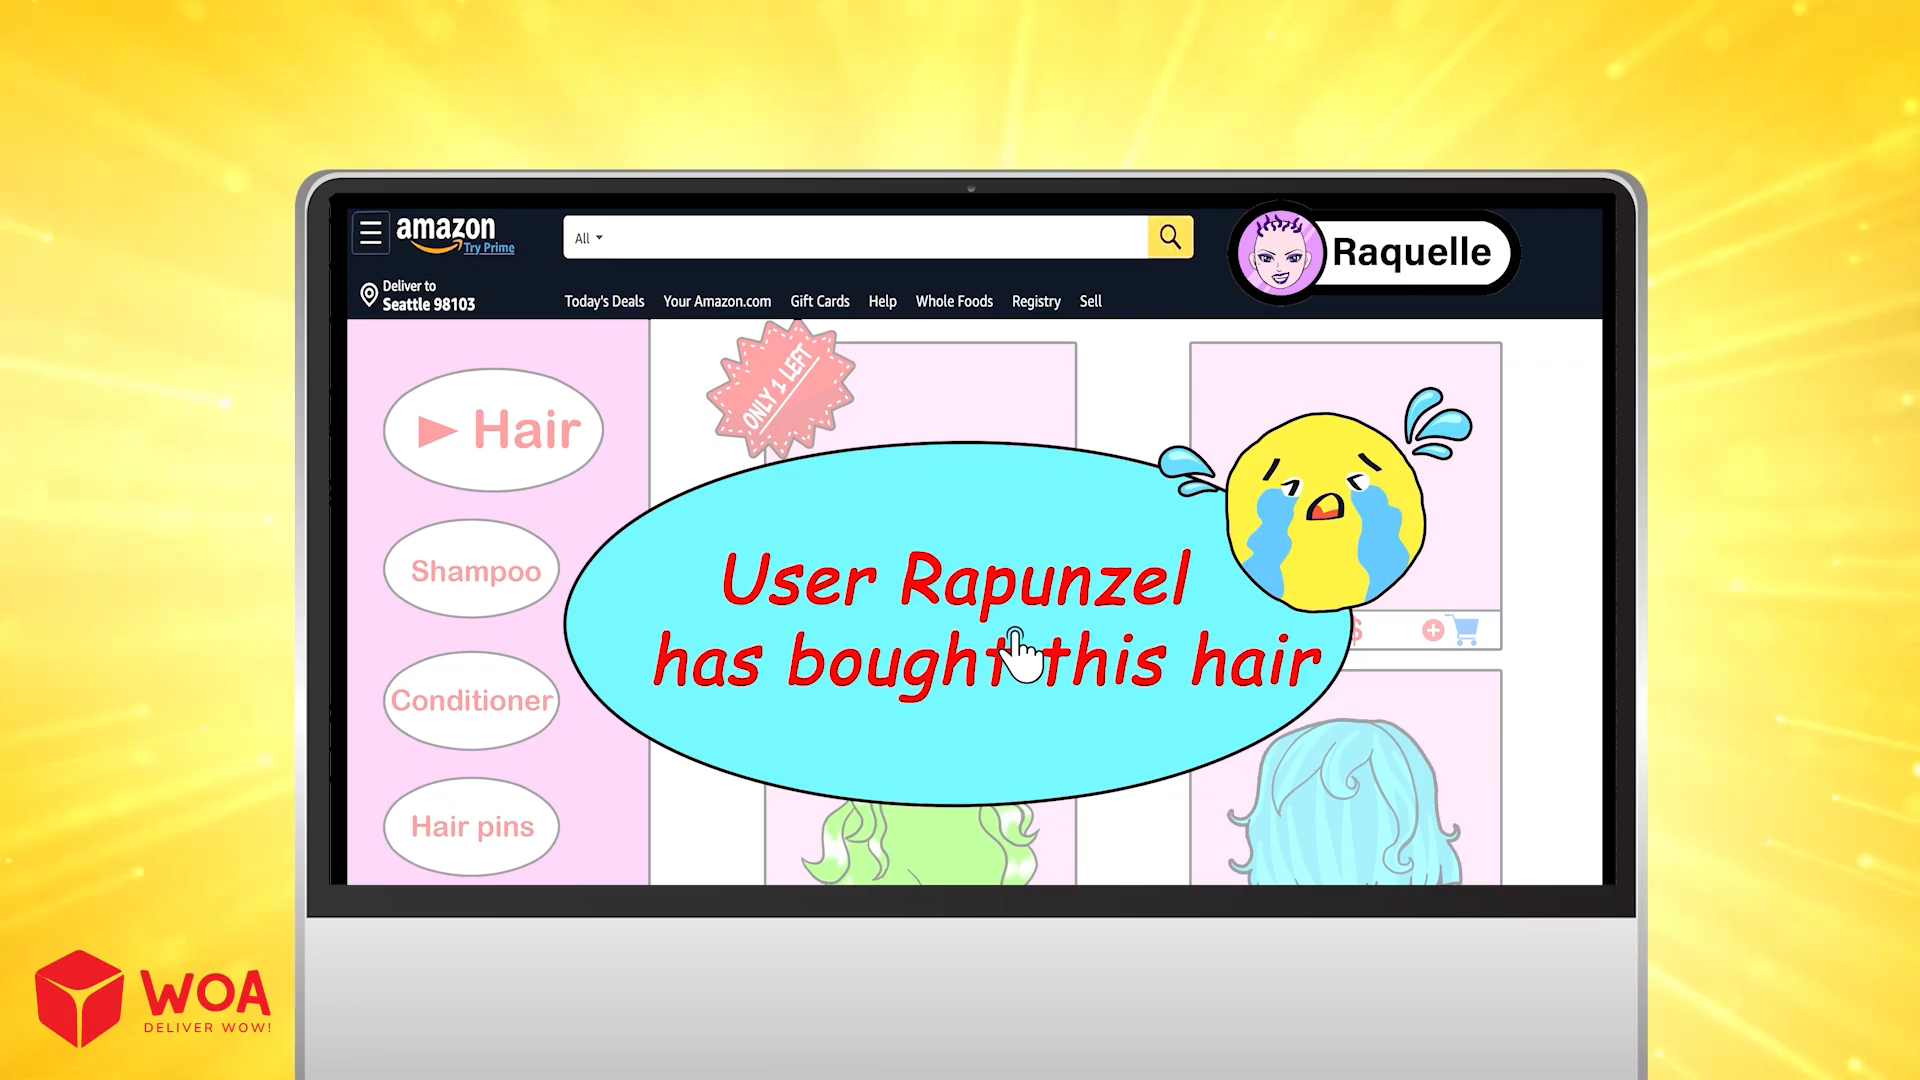 amazon
Try Prime
All
Raquelle
Deliver to
Seattle 98103
Today's Deals
Your Amazon.com
Gift Cards
Help
Whole Foods
Registry
Sell
ONLY 1 LEFT
Hair
Shampoo
Conditioner
Hair pins
User Rapunzel
has bought this hair
$
WOA
DELIVER WOW!